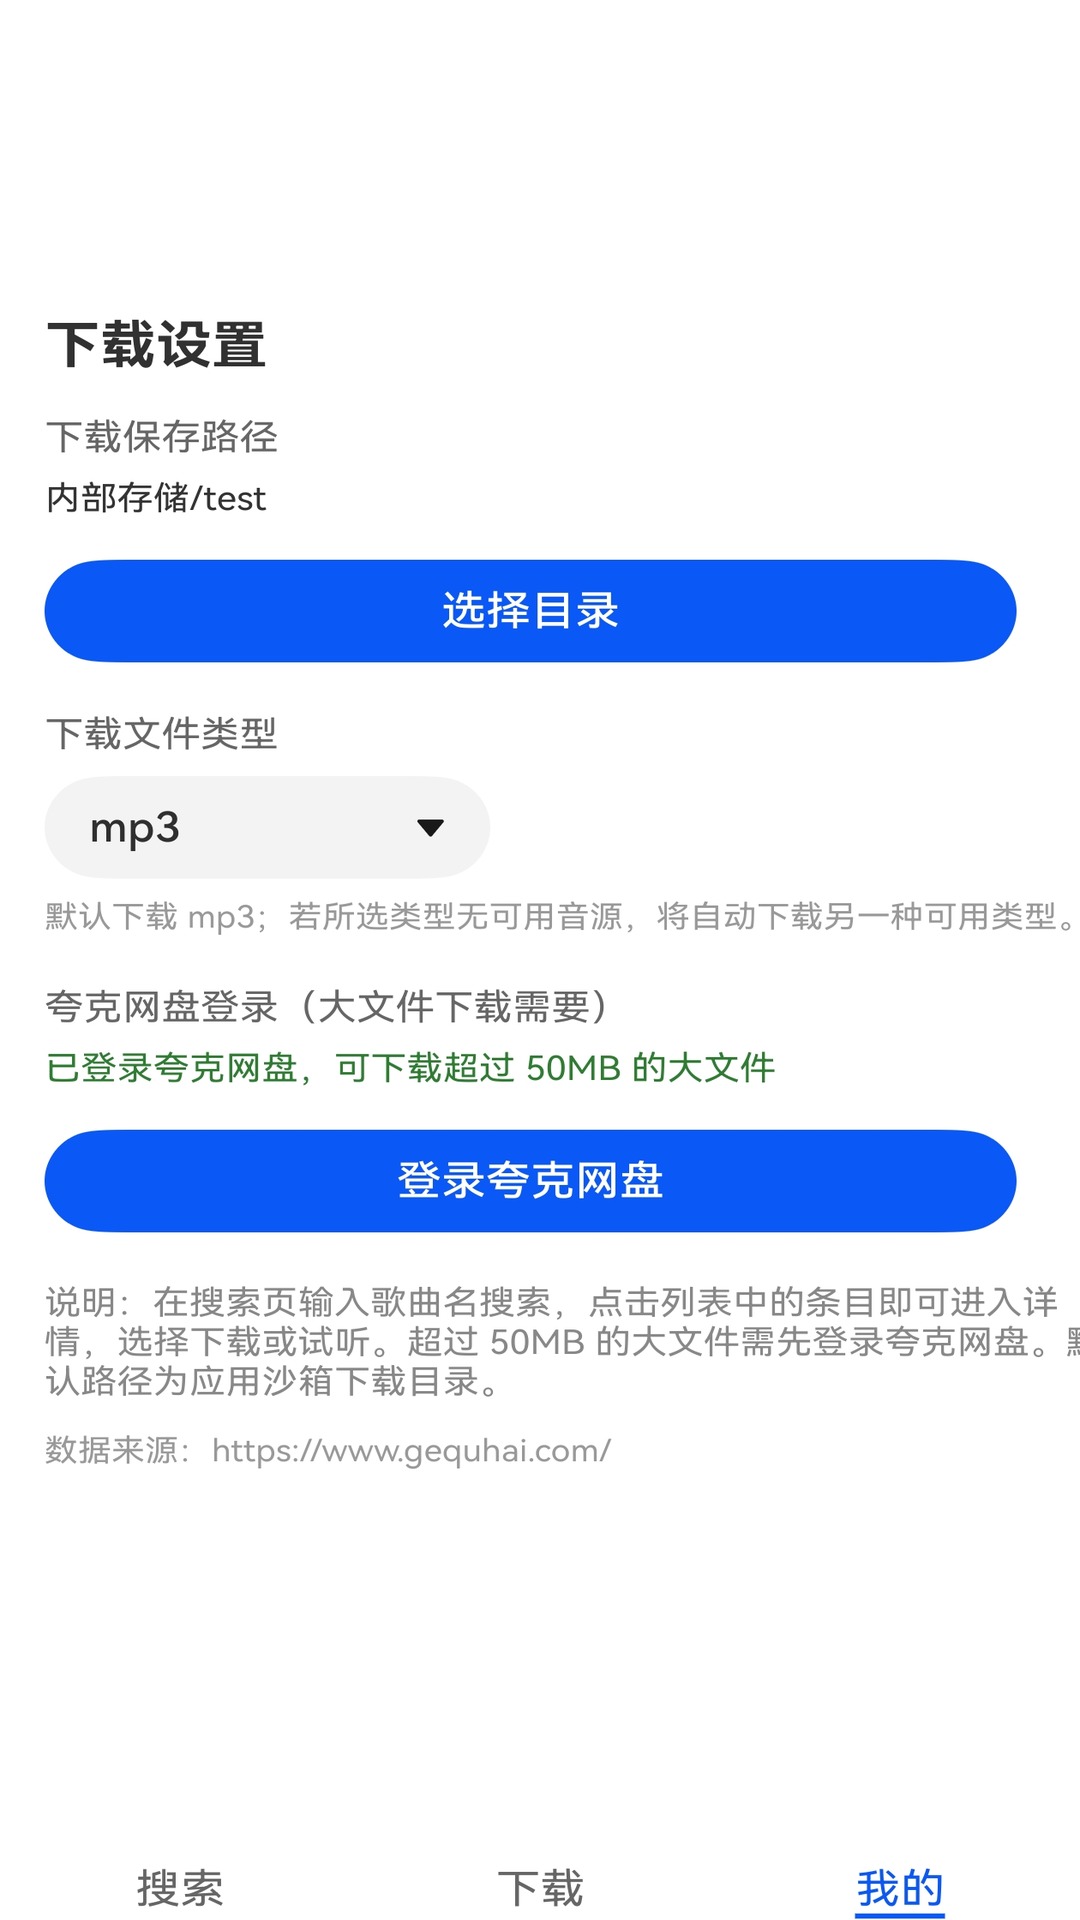 下载设置
下载保存路径
内部存储/test
选择目录
下载文件类型
mp3
默认下载 mp3；若所选类型无可用音源，将自动下载另一种可用类型。
夸克网盘登录（大文件下载需要）
已登录夸克网盘，可下载超过 50MB 的大文件
登录夸克网盘
说明：在搜索页输入歌曲名搜索，点击列表中的条目即可进入详
情，选择下载或试听。超过 50MB 的大文件需先登录夸克网盘。默
认路径为应用沙箱下载目录。
数据来源：https://www.gequhai.com/
搜索
下载
我的